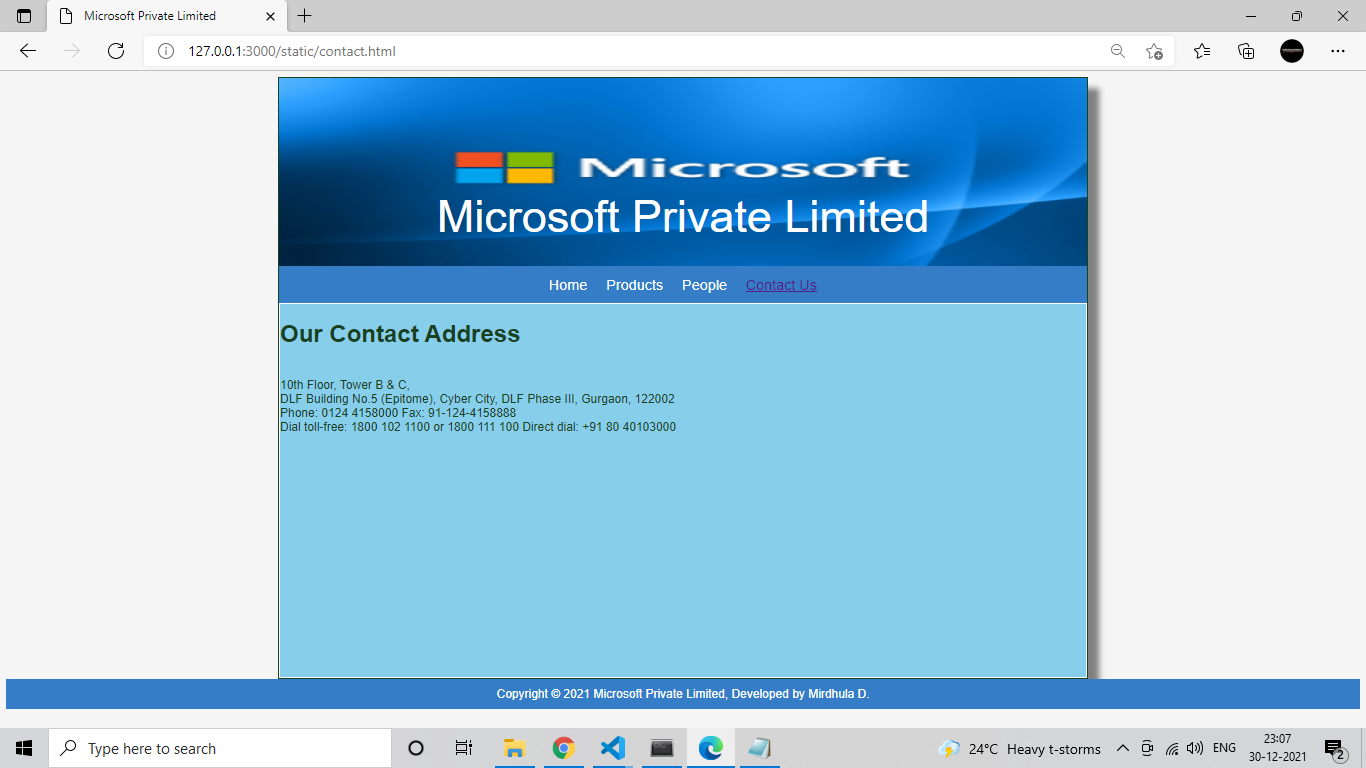 Microsoft Private Limited
127.0.0.1:3000/static/contact.html
Microsoft
Microsoft Private Limited
Home Products People Contact Us
Our Contact Address
10th Floor, Tower B & C,
DLF Building No.5 (Epitome), Cyber City, DLF Phase III, Gurgaon, 122002
Phone: 0124 4158000 Fax: 91-124-4158888
Dial toll-free: 1800 102 1100 or 1800 111 100 Direct dial: +91 80 40103000
Copyright © 2021 Microsoft Private Limited, Developed by Mirdhula D.
Type here to search
24°C Heavy t-storms
ENG
23:07
30-12-2021
2